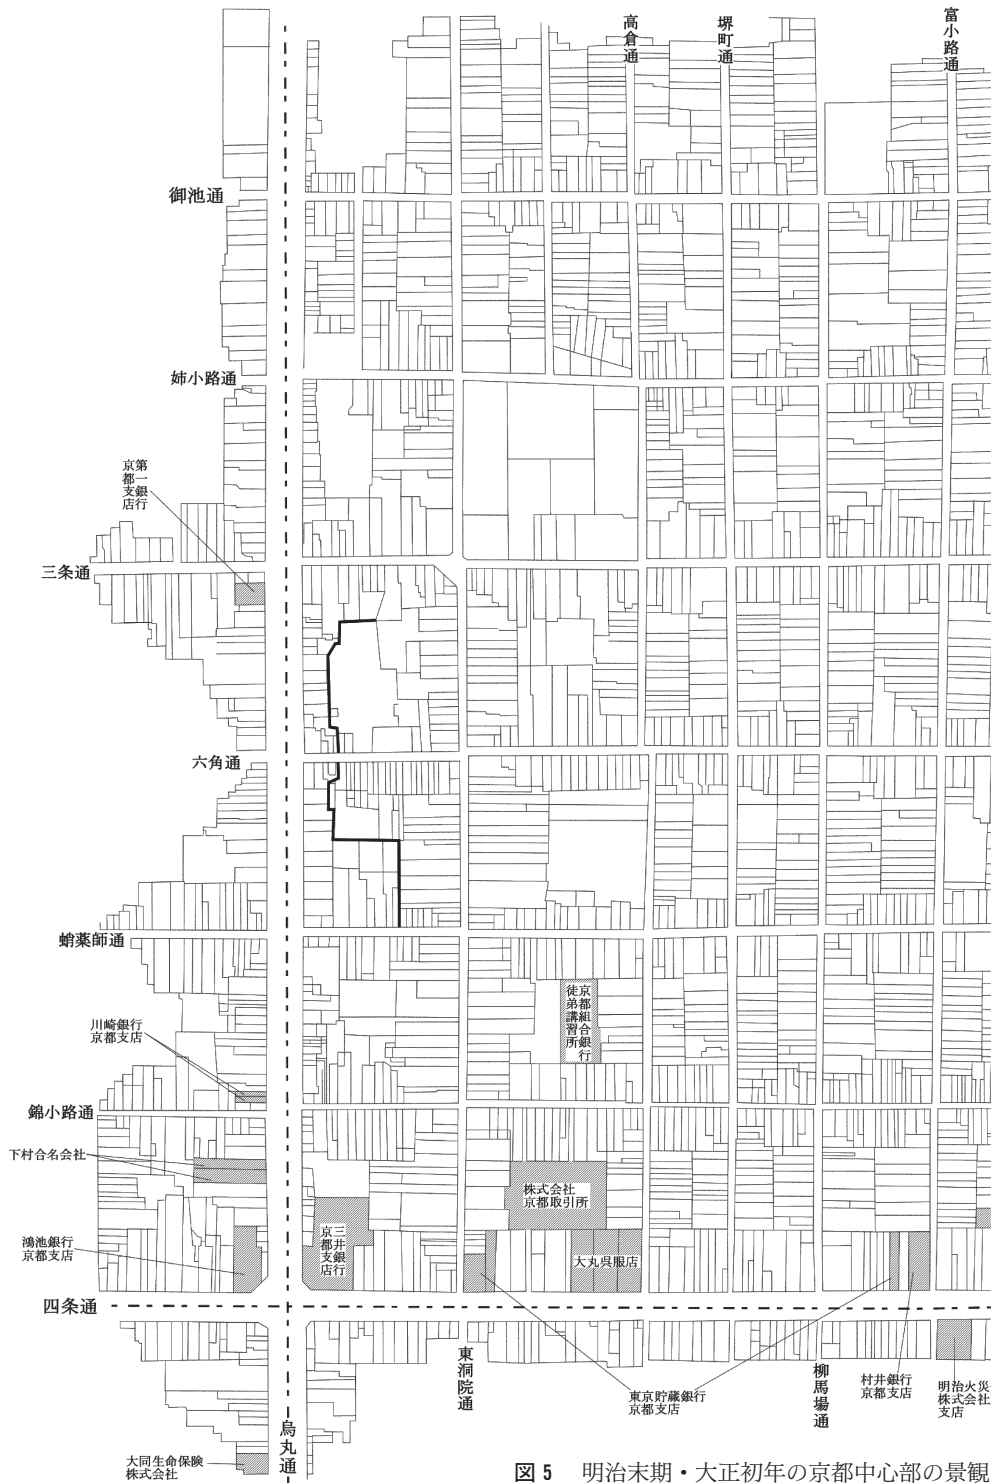 高倉通
堺町通
富小路通
御池通
姉小路通
第一銀行
京都支店
三条通
六角通
蛸薬師通
京都組合銀行
徒弟講習所
川崎銀行
京都支店
錦小路通
下村合名会社
株式会社
京都取引所
三井銀行
京都支店
鴻池銀行
京都支店
大丸呉服店
四条通
東洞院通
東京貯蔵銀行
京都支店
柳馬場通
村井銀行
京都支店
明治火災
株式会社
支店
烏丸通
大同生命保険
株式会社
図5 明治末期・大正初年の京都中心部の景観